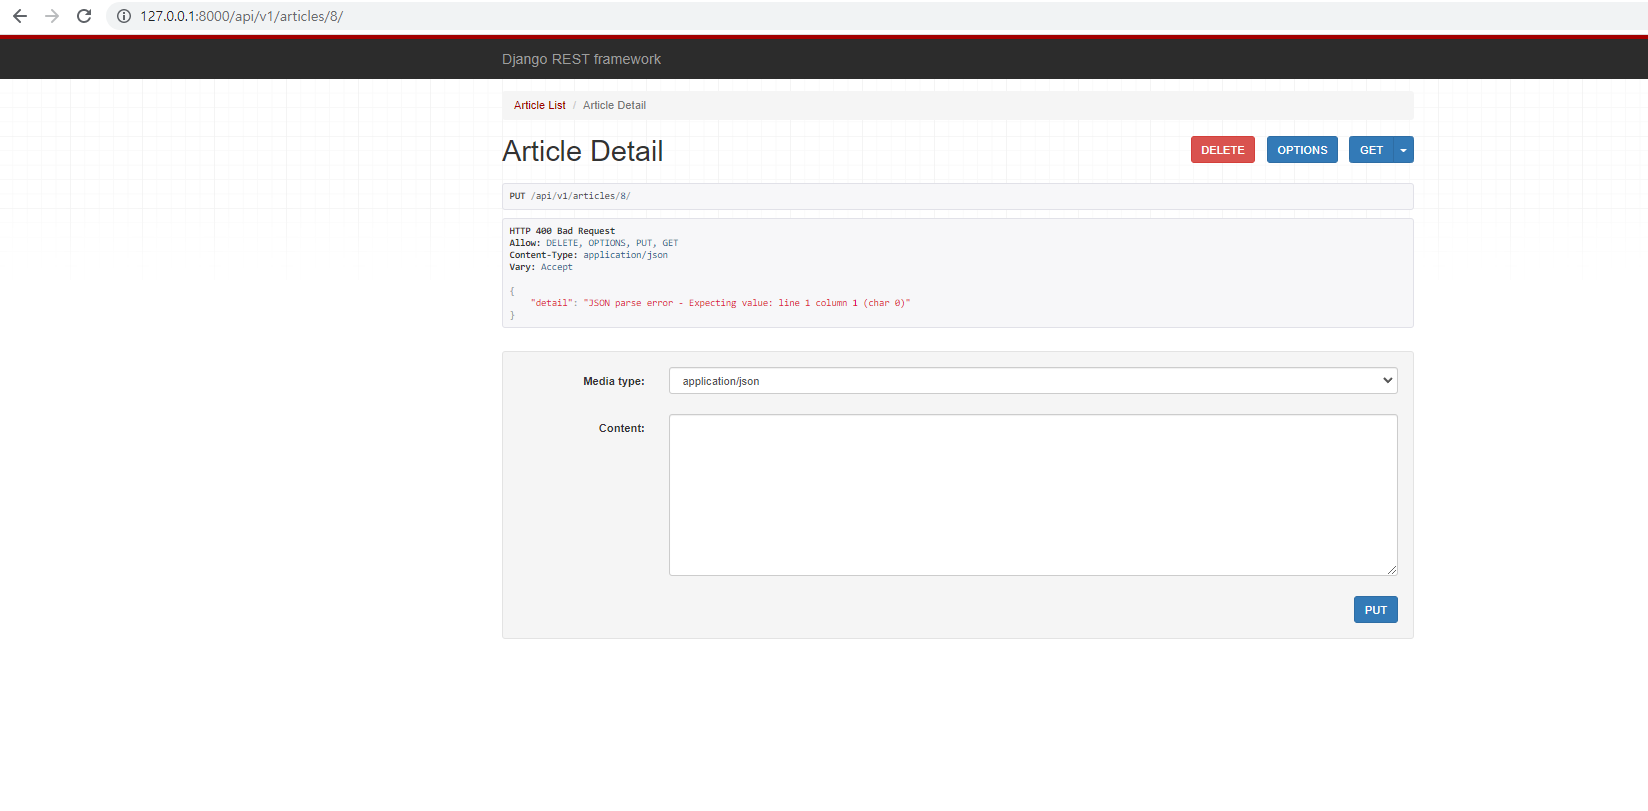 127.0.0.1:8000/api/v1/articles/8/
Django REST framework
Article List / Article Detail
Article Detail
DELETE
OPTIONS
GET
PUT /api/v1/articles/8/
HTTP 400 Bad Request
Allow: DELETE, OPTIONS, PUT, GET
Content-Type: application/json
Vary: Accept
{
    "detail": "JSON parse error - Expecting value: line 1 column 1 (char 0)"
}
Media type: application/json
Content:
PUT